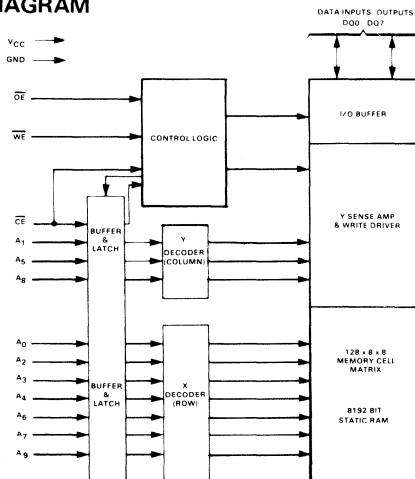 IAGRAM
DATA INPUTS OUTPUTS
DQ0 DQ7
VCC
GND
OE
WE
CE
A1
A5
A8
A0
A2
A3
A4
A6
A7
A9
CONTROL LOGIC
BUFFER
&
LATCH
Y
DECODER
(COLUMN)
BUFFER
&
LATCH
X
DECODER
(ROW)
I/O BUFFER
Y SENSE AMP
& WRITE DRIVER
128 x 8 x 8
MEMORY CELL
MATRIX
8192 BIT
STATIC RAM